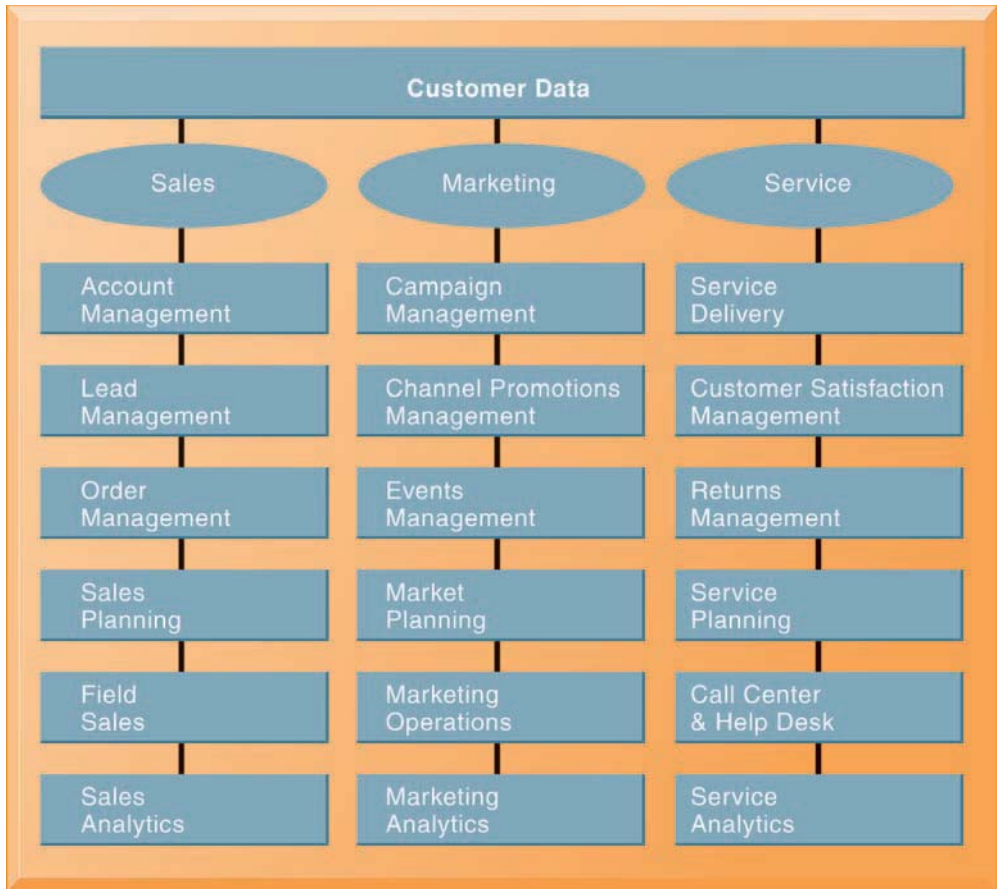 Customer Data
Sales
Marketing
Service
Account
Management
Campaign
Management
Service
Delivery
Lead
Management
Channel Promotions
Management
Customer Satisfaction
Management
Order
Management
Events
Management
Returns
Management
Sales
Planning
Market
Planning
Service
Planning
Field
Sales
Marketing
Operations
Call Center
& Help Desk
Sales
Analytics
Marketing
Analytics
Service
Analytics